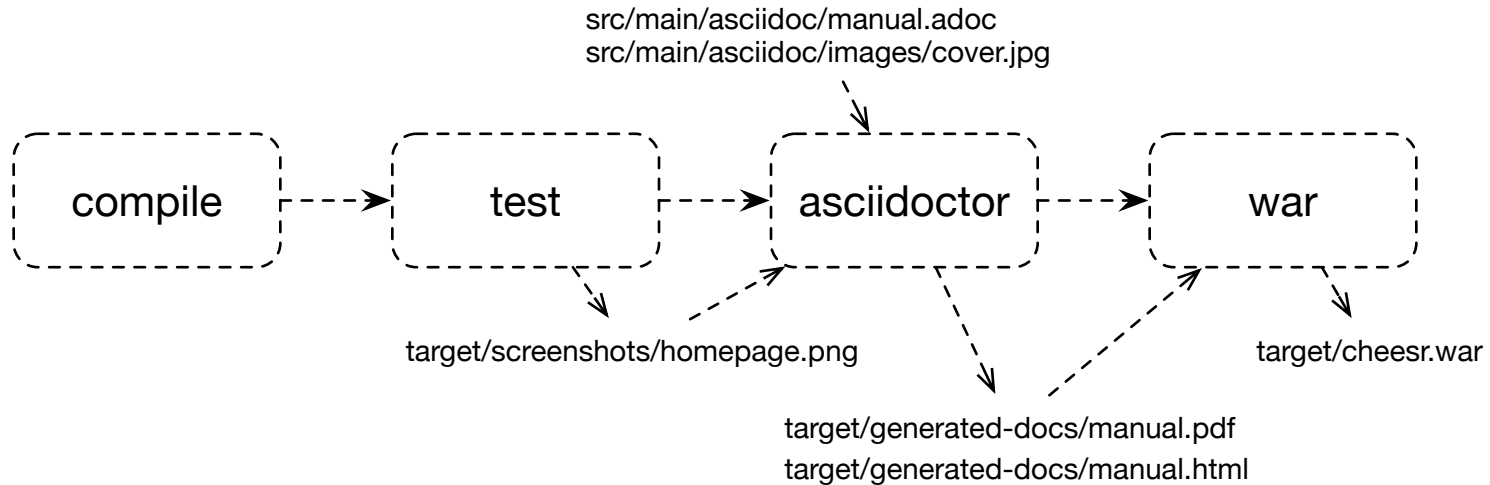 src/main/asciidoc/manual.adoc
src/main/asciidoc/images/cover.jpg
compile
test
asciidoctor
war
target/screenshots/homepage.png
target/cheesr.war
target/generated-docs/manual.pdf
target/generated-docs/manual.html